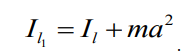 I_{l_1} = I_l + ma^2